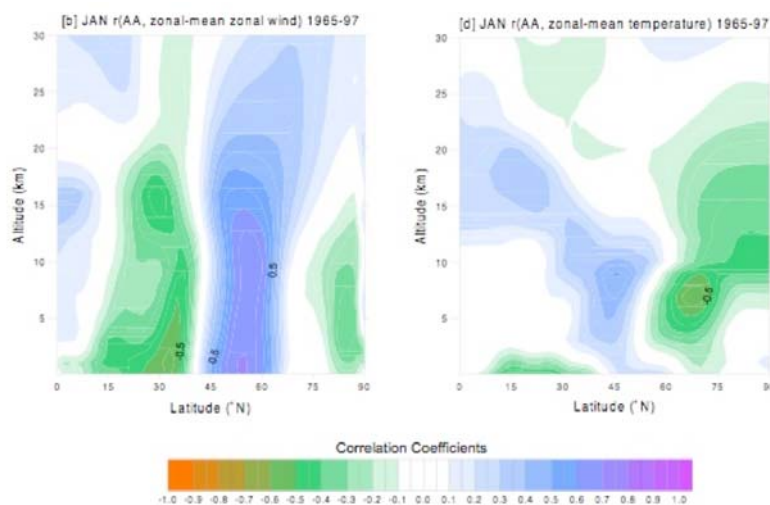 [b] JAN r(AA, zonal-mean zonal wind) 1965-97
[d] JAN r(AA, zonal-mean temperature) 1965-97
30
25
20
15
10
5
Altitude (km)
0.5
-0.5
0.5
0 15 30 45 60 75 90
Latitude (°N)
30
25
20
15
10
5
Altitude (km)
-0.5
0 15 30 45 60 75 90
Latitude (°N)
Correlation Coefficients
-1.0 -0.9 -0.8 -0.7 -0.6 -0.5 -0.4 -0.3 -0.2 -0.1 0.0 0.1 0.2 0.3 0.4 0.5 0.6 0.7 0.8 0.9 1.0